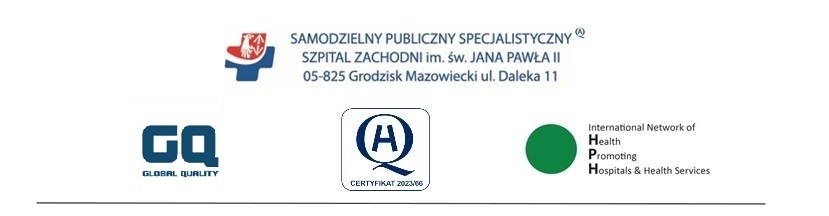 SAMODZIELNY PUBLICZNY SPECJALISTYCZNY
SZPITAL ZACHODNI im. św. JANA PAWŁA II
05-825 Grodzisk Mazowiecki ul. Daleka 11
GQ
GLOBAL QUALITY
HQ
CERTYFIKAT 2023/66
International Network of
Health
Promoting
Hospitals & Health Services